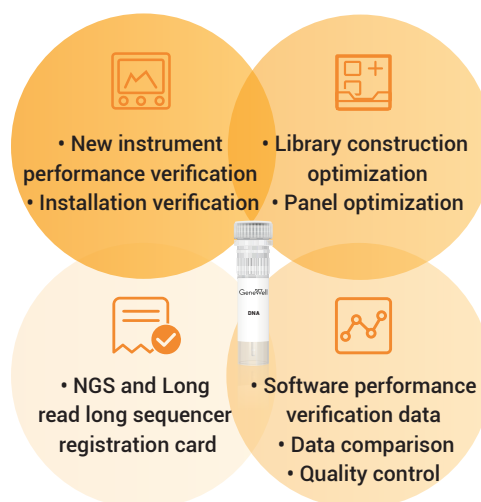 • New instrument
performance verification
• Installation verification
• Library construction
optimization
• Panel optimization
GeneWell
DNA
• NGS and Long
read long sequencer
registration card
• Software performance
verification data
• Data comparison
• Quality control